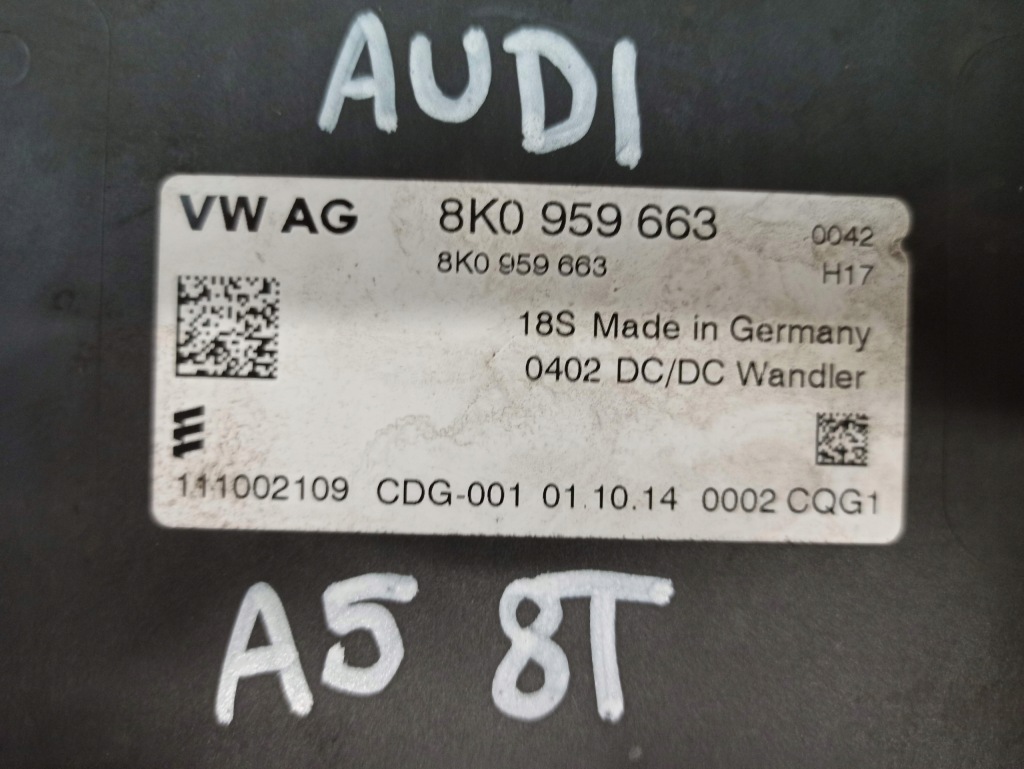 AUDI
VW AG 8K0 959 663 0042
8K0 959 663 H17
18S Made in Germany
0402 DC/DC Wandler
111002109 CDG-001 01.10.14 0002 CQG1
A5 8T